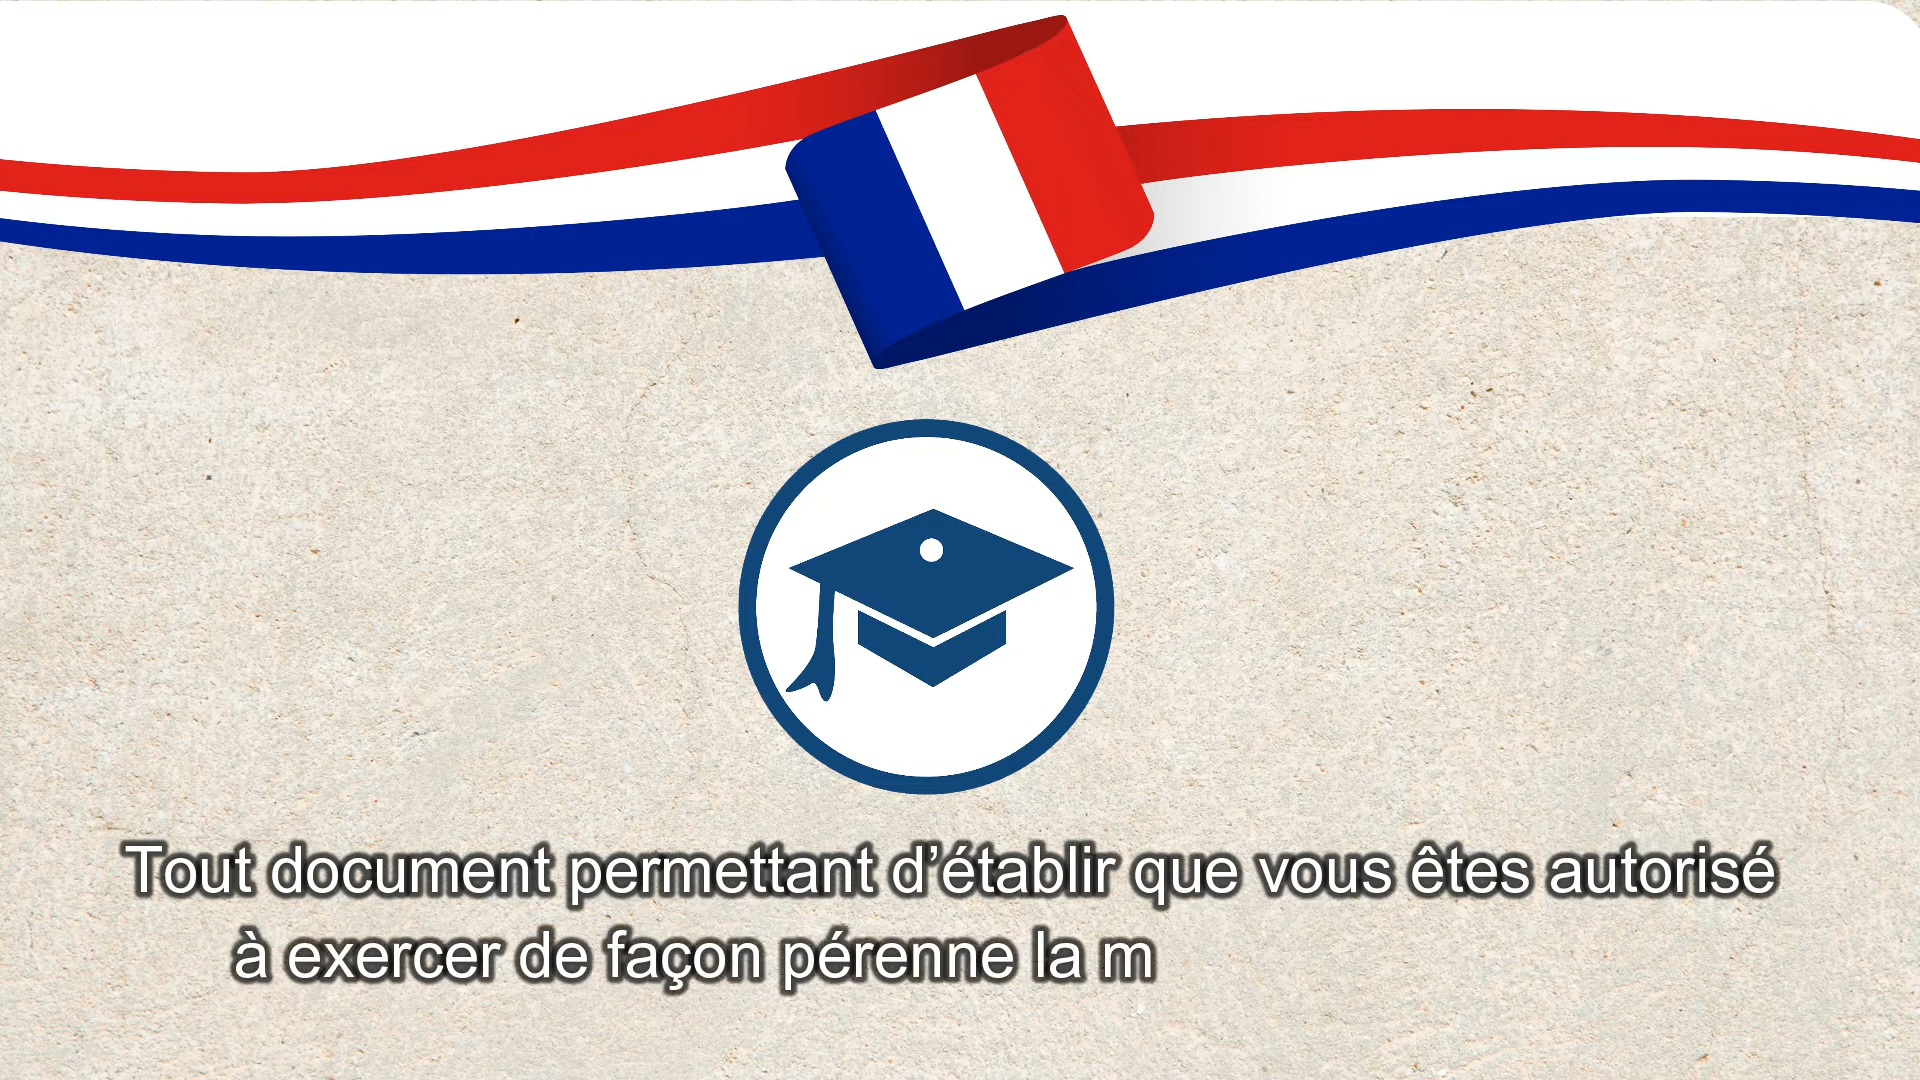 Tout document permettant d’établir que vous êtes autorisé
à exercer de façon pérenne la m